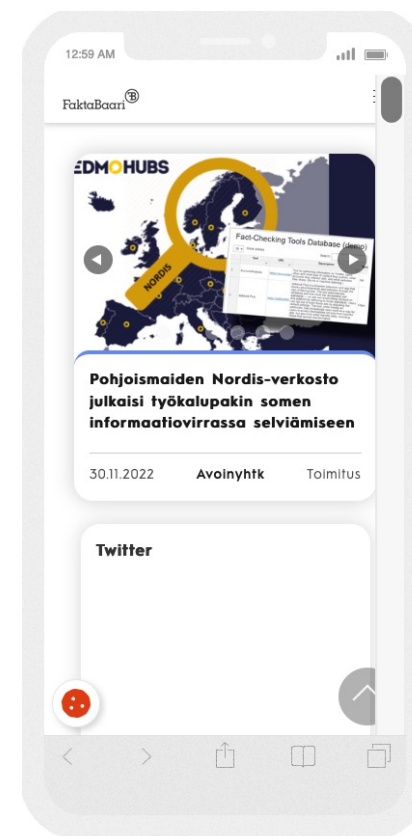 12:59 AM
FaktaBaari
EDMOHUBS
NORDIS
Fact-Checking Tools Database (demo)
Pohjoismaiden Nordis-verkosto
julkaisi työkalupakin somen
informaatiovirrassa selviämiseen
30.11.2022 Avoinyhtk Toimitus
Twitter